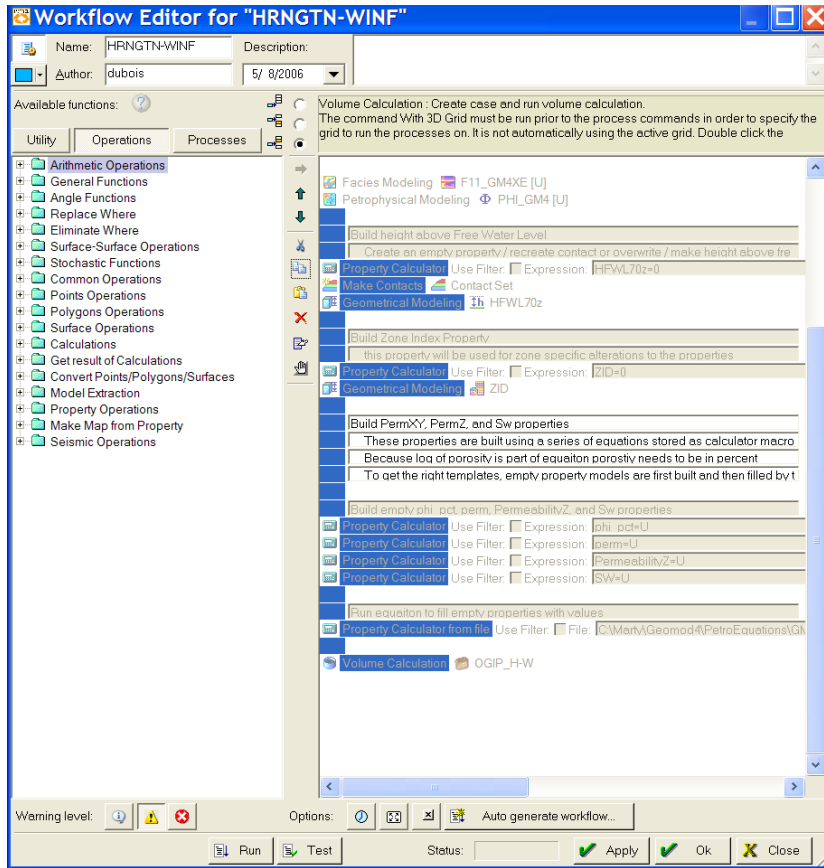 Workflow Editor for "HRNGTN-WINF"
Name: HRNGTN-WINF Description:
Author: dubois 5/ 8/2006
Available functions:
Utility Operations Processes
Volume Calculation : Create case and run volume calculation.
The command With 3D Grid must be run prior to the process commands in order to specify the
grid to run the processes on. It is not automatically using the active grid. Double click the
Arithmetic Operations
General Functions
Angle Functions
Replace Where
Eliminate Where
Surface-Surface Operations
Stochastic Functions
Common Operations
Points Operations
Polygons Operations
Surface Operations
Calculations
Get result of Calculations
Convert Points/Polygons/Surfaces
Model Extraction
Property Operations
Make Map from Property
Seismic Operations
Facies Modeling F11_GM4XE [U]
Petrophysical Modeling Φ PHI_GM4 [U]
Build height above Free Water Level
Create an empty property / recreate contact or overwrite / make height above fre
Property Calculator Use Filter: Expression: HFWL70z=0
Make Contacts Contact Set
Geometrical Modeling HFWL70z
Build Zone Index Property
this property will be used for zone specific alterations to the properties
Property Calculator Use Filter: Expression: ZID=0
Geometrical Modeling ZID
Build PermXY, PermZ, and Sw properties
These properties are built using a series of equations stored as calculator macro
Because log of porosity is part of equaiton porostiy needs to be in percent
To get the right templates, empty property models are first built and then filled by t
Build empty phi_pct, perm, PermeabilityZ, and Sw properties
Property Calculator Use Filter: Expression: phi_pct=U
Property Calculator Use Filter: Expression: perm=U
Property Calculator Use Filter: Expression: PermeabilityZ=U
Property Calculator Use Filter: Expression: SW=U
Run equaiton to fill empty properties with values
Property Calculator from file Use Filter: File: C:\Marty\Geomod4\PetroEquations\GM
Volume Calculation OGIP_H-W
Warning level: Options: Auto generate workflow...
Run Test Status: Apply Ok Close